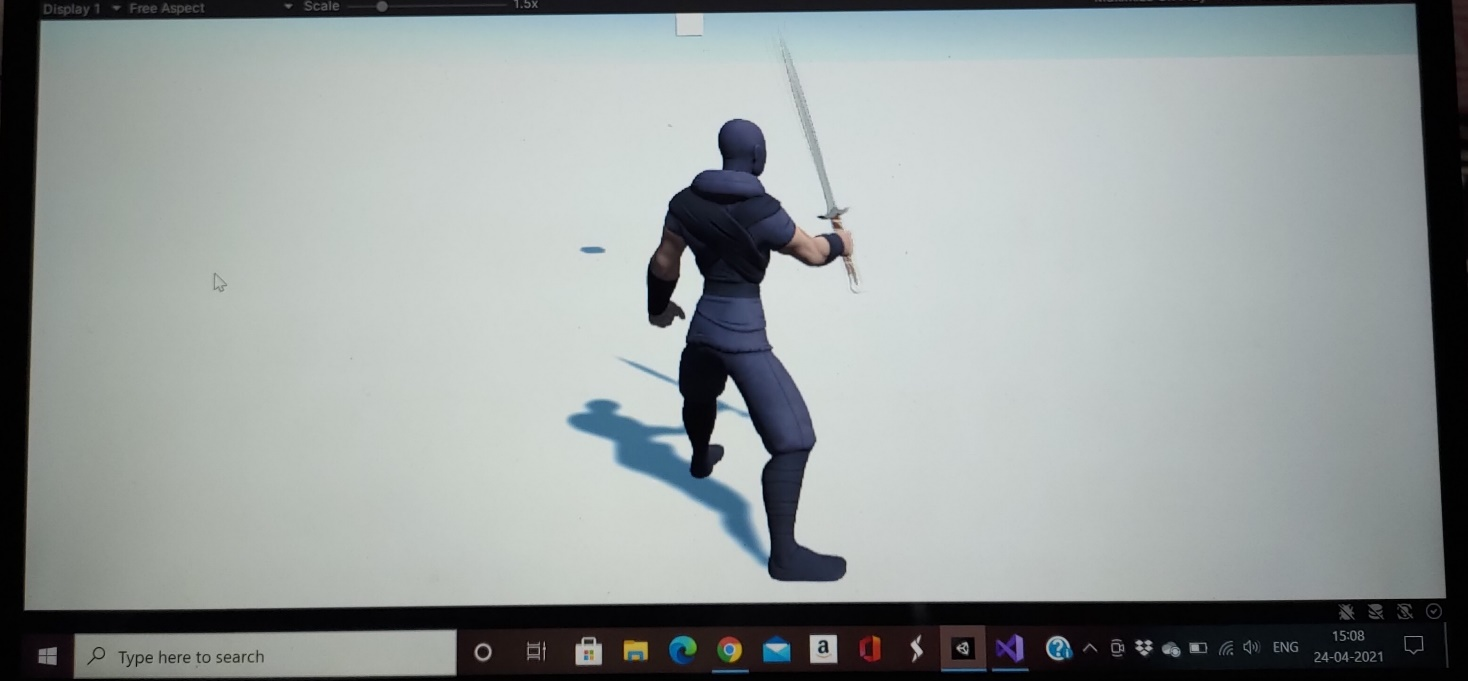 Display 1 Free Aspect Scale 1.5x
Type here to search
a
ENG
15:08
24-04-2021